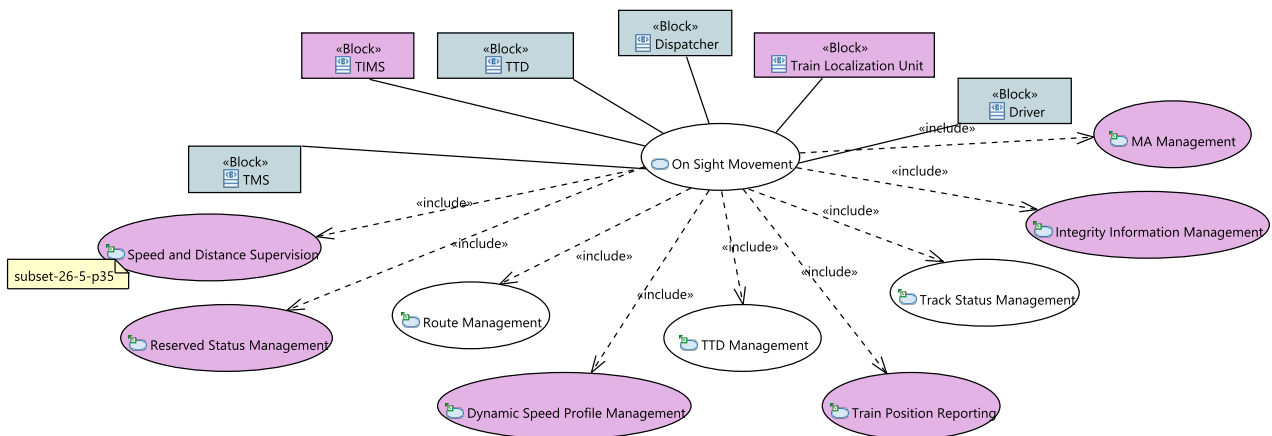 «Block»
Dispatcher
«Block»
TIMS
«Block»
TTD
«Block»
Train Localization Unit
«Block»
Driver
«include»
MA Management
«Block»
TMS
On Sight Movement
«include»
«include»
«include»
Integrity Information Management
«include»
Speed and Distance Supervision
«include»
«include»
subset-26-5-p35
«include»
«include»
Track Status Management
Route Management
Reserved Status Management
TTD Management
Dynamic Speed Profile Management
Train Position Reporting